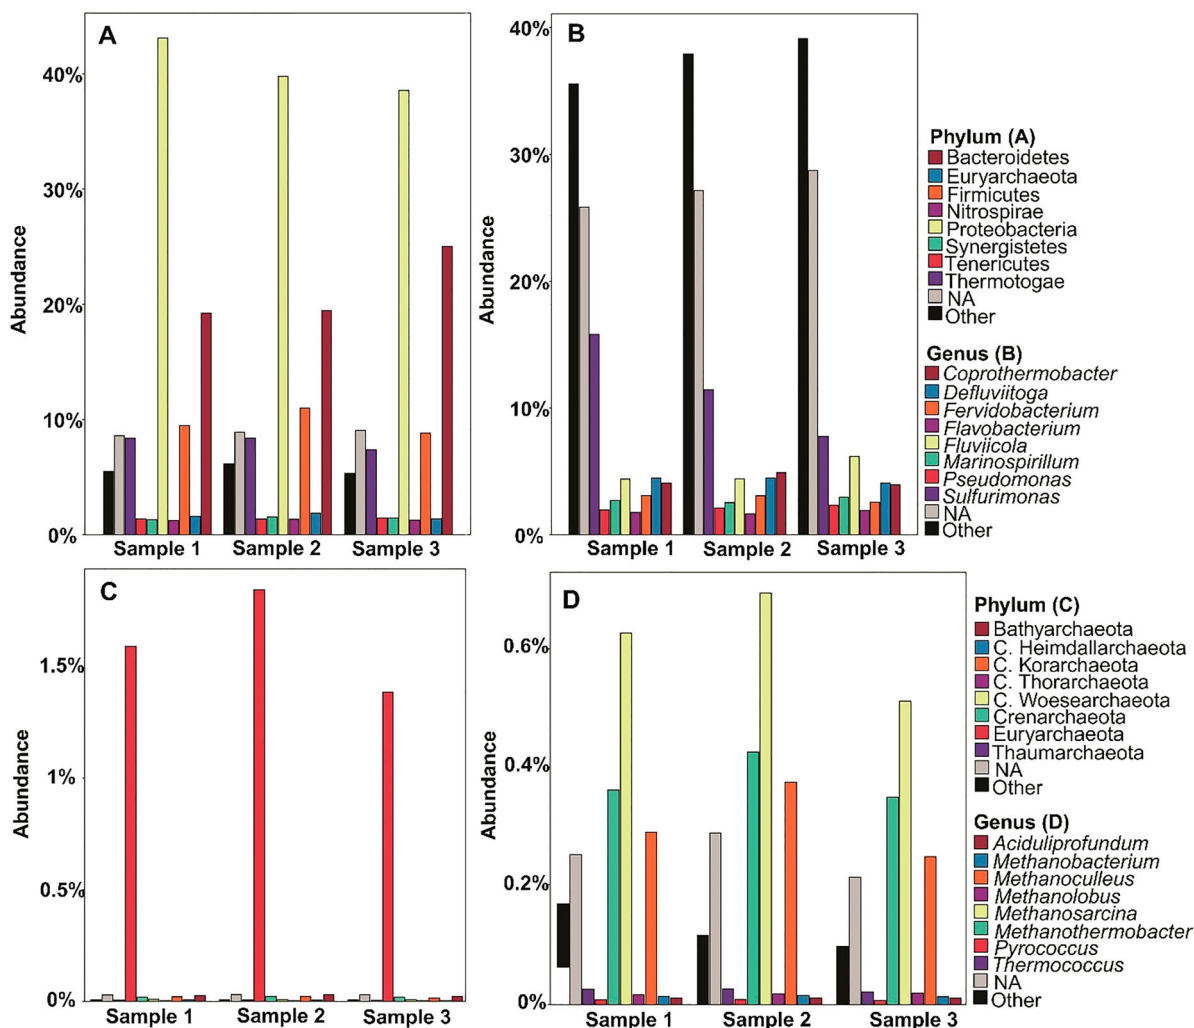 A
40%
30%
20%
10%
0%
Abundance
Sample 1
Sample 2
Sample 3
B
40%
30%
20%
10%
0%
Abundance
Sample 1
Sample 2
Sample 3
Phylum (A)
Bacteroidetes
Euryarchaeota
Firmicutes
Nitrospirae
Proteobacteria
Synergistetes
Tenericutes
Thermotogae
NA
Other
Genus (B)
Coprothermobacter
Defluviitoga
Fervidobacterium
Flavobacterium
Fluviicola
Marinospirillum
Pseudomonas
Sulfurimonas
NA
Other
C
1.5%
1%
0.5%
0%
Abundance
Sample 1
Sample 2
Sample 3
D
0.6%
0.4%
0.2%
0%
Abundance
Sample 1
Sample 2
Sample 3
Phylum (C)
Bathyarchaeota
C. Heimdallarchaeota
C. Korarchaeota
C. Thorarchaeota
C. Woesearchaeota
Crenarchaeota
Euryarchaeota
Thaumarchaeota
NA
Other
Genus (D)
Aciduliprofundum
Methanobacterium
Methanoculleus
Methanolobus
Methanosarcina
Methanothermobacter
Pyrococcus
Thermococcus
NA
Other